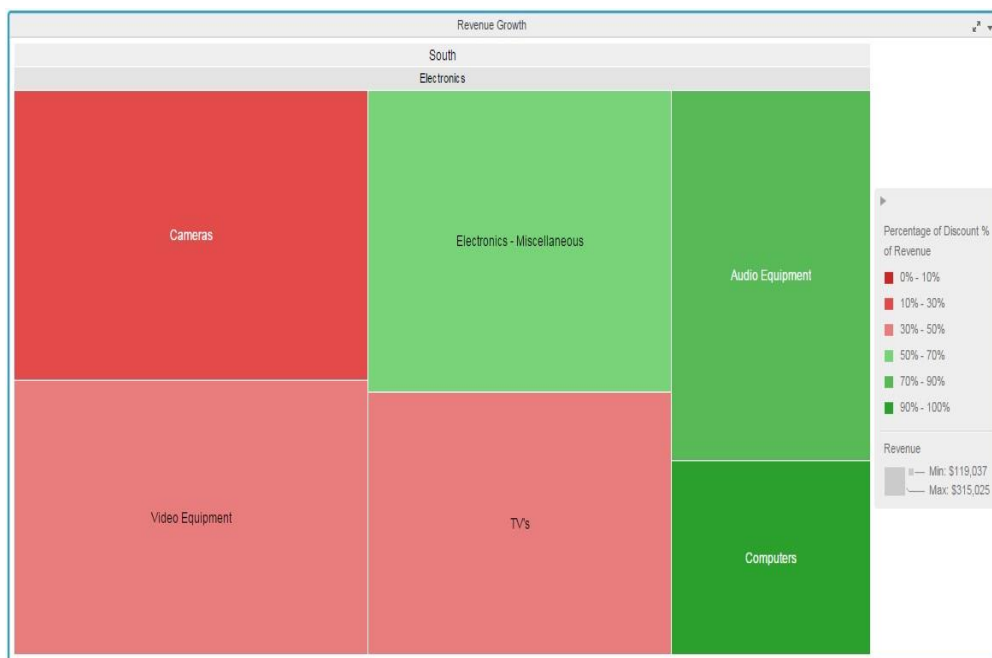 Revenue Growth
South
Electronics
Cameras
Electronics - Miscellaneous
Audio Equipment
Video Equipment
TV's
Computers
Percentage of Discount %
of Revenue
0% - 10%
10% - 30%
30% - 50%
50% - 70%
70% - 90%
90% - 100%
Revenue
Min: $119,037
Max: $315,025